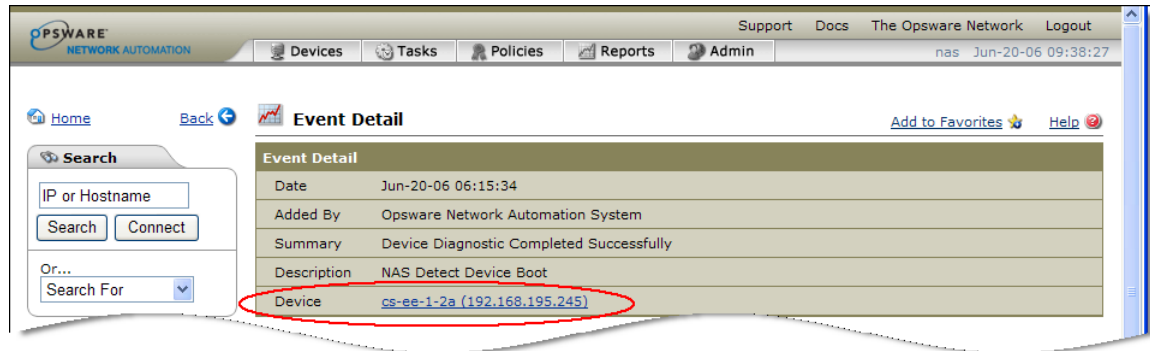 OPSWARE
NETWORK AUTOMATION
Support Docs The Opsware Network Logout
Devices Tasks Policies Reports Admin
nas Jun-20-06 09:38:27
Home Back
Event Detail
Add to Favorites Help
Search
IP or Hostname
Search Connect
Or...
Search For
Event Detail
Date Jun-20-06 06:15:34
Added By Opsware Network Automation System
Summary Device Diagnostic Completed Successfully
Description NAS Detect Device Boot
Device cs-ee-1-2a (192.168.195.245)